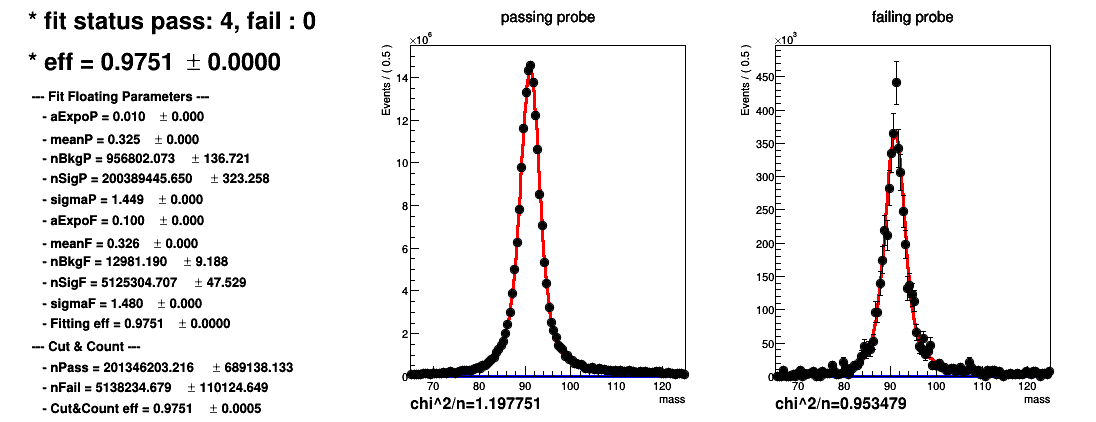 * fit status pass: 4, fail : 0
* eff = 0.9751 ± 0.0000
--- Fit Floating Parameters ---
- aExpoP = 0.010 ± 0.000
- meanP = 0.325 ± 0.000
- nBkgP = 956802.073 ± 136.721
- nSigP = 200389445.650 ± 323.258
- sigmaP = 1.449 ± 0.000
- aExpoF = 0.100 ± 0.000
- meanF = 0.326 ± 0.000
- nBkgF = 12981.190 ± 9.188
- nSigF = 5125304.707 ± 47.529
- sigmaF = 1.480 ± 0.000
- Fitting eff = 0.9751 ± 0.0000
--- Cut & Count ---
- nPass = 201346203.216 ± 689138.133
- nFail = 5138234.679 ± 110124.649
- Cut&Count eff = 0.9751 ± 0.0005
passing probe
×10⁶
Events / ( 0.5 )
14
12
10
8
6
4
2
0
70 80 90 100 110 120
mass
chi^2/n=1.197751
failing probe
×10³
Events / ( 0.5 )
450
400
350
300
250
200
150
100
50
0
70 80 90 100 110 120
mass
chi^2/n=0.953479